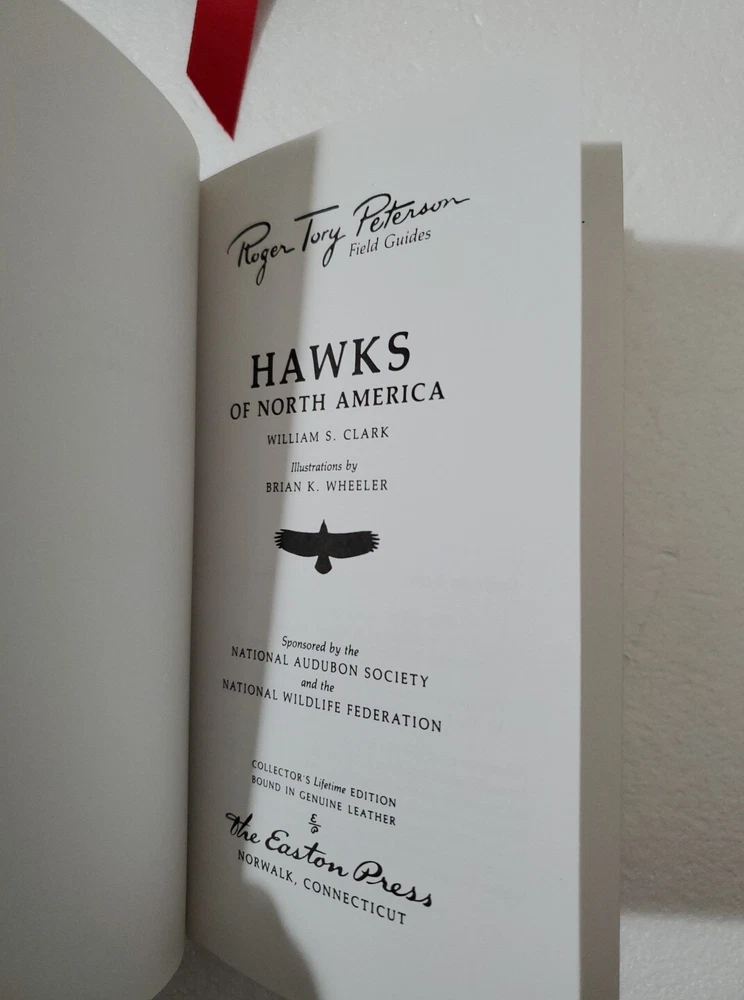 Roger Tory Peterson
Field Guides
HAWKS
OF NORTH AMERICA
WILLIAM S. CLARK
Illustrations by
BRIAN K. WHEELER
Sponsored by the
NATIONAL AUDUBON SOCIETY
and the
NATIONAL WILDLIFE FEDERATION
COLLECTOR'S Lifetime EDITION
BOUND IN GENUINE LEATHER
E
P
The Easton Press
NORWALK, CONNECTICUT